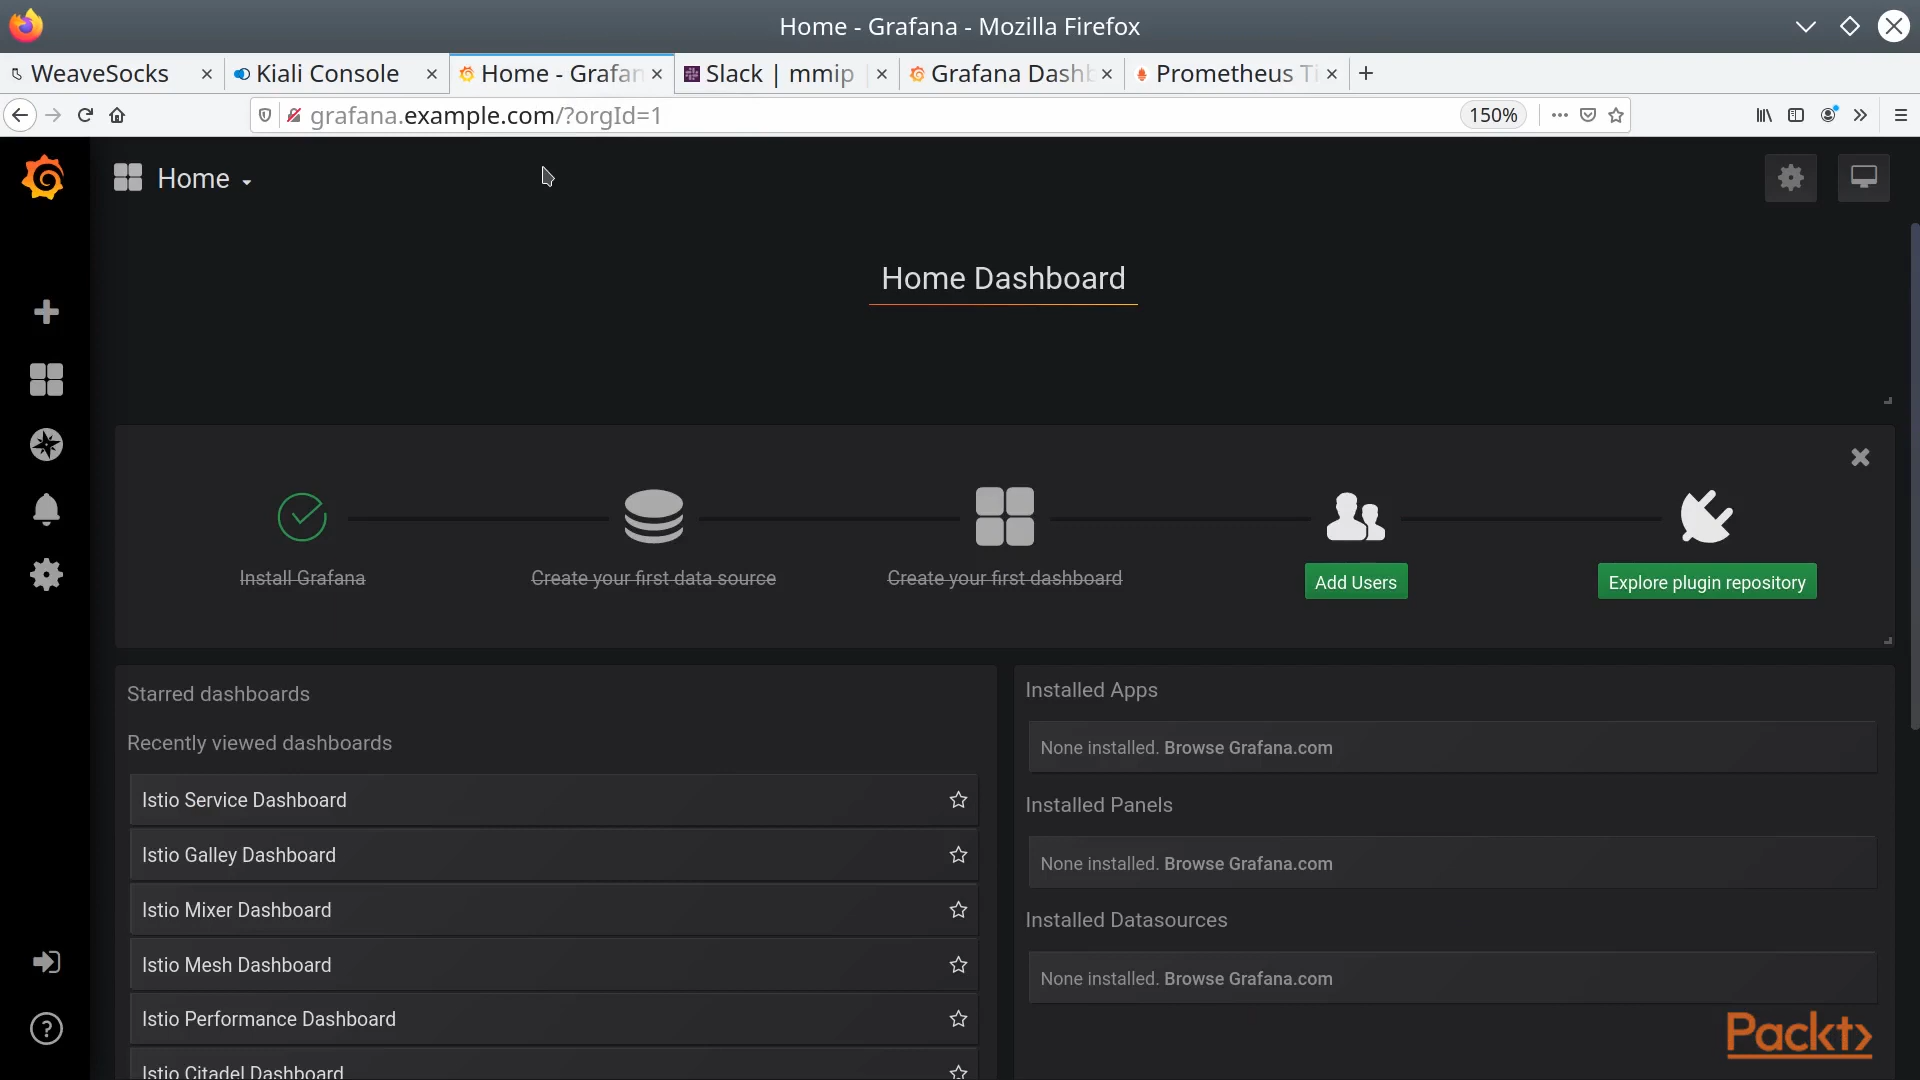 Home - Grafana - Mozilla Firefox
WeaveSocks
Kiali Console
Home - Grafan
Slack | mmip
Grafana Dashb
Prometheus Ti
grafana.example.com/?orgId=1
150%
Home
Home Dashboard
Install Grafana
Create your first data source
Create your first dashboard
Add Users
Explore plugin repository
Starred dashboards
Recently viewed dashboards
Istio Service Dashboard
Istio Galley Dashboard
Istio Mixer Dashboard
Istio Mesh Dashboard
Istio Performance Dashboard
Istio Citadel Dashboard
Installed Apps
None installed. Browse Grafana.com
Installed Panels
None installed. Browse Grafana.com
Installed Datasources
None installed. Browse Grafana.com
Packt>